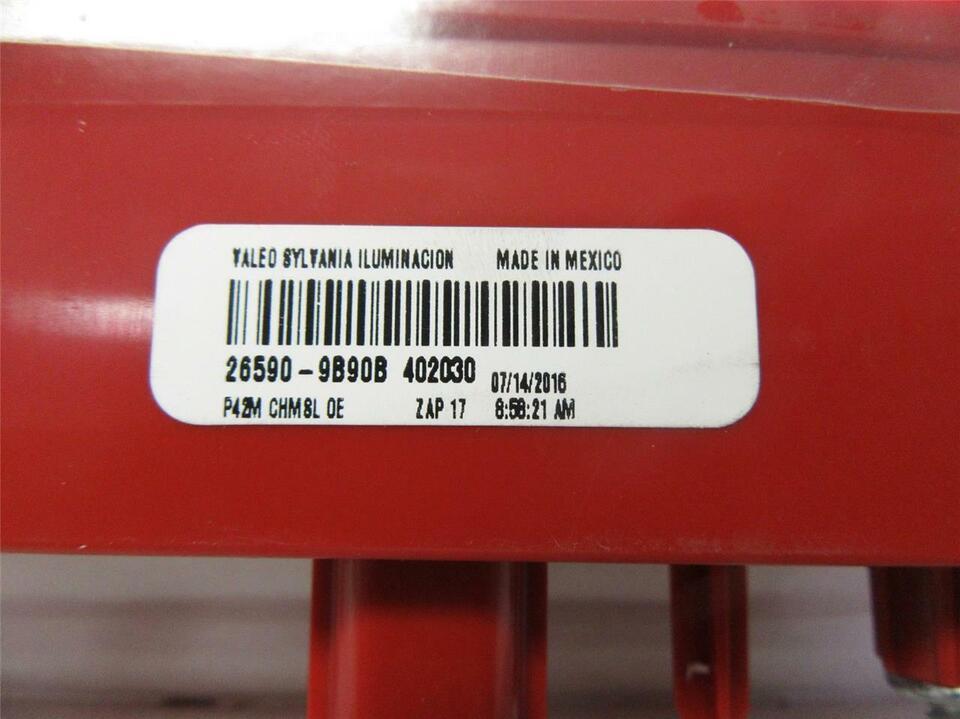 VALEO SYLVANIA ILUMINACION MADE IN MEXICO
26590-9B90B 402030 07/14/2016
P42M CHMSL OE ZAP 17 8:58:21 AM